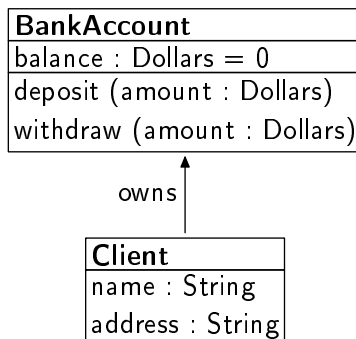 BankAccount
balance : Dollars = 0
deposit (amount : Dollars)
withdraw (amount : Dollars)
owns
Client
name : String
address : String